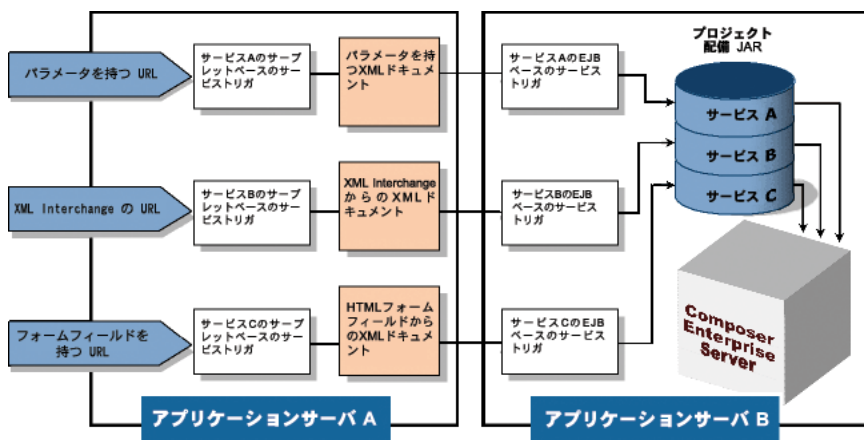 プロジェクト
配備 JAR
パラメータを持つ URL
サービスAのサーブ
レットベースのサー
ビストリガ
パラメータを持
つXMLドキュメ
ント
サービスAのEJB
ベースのサービス
トリガ
サービス A
サービス B
サービス C
XML Interchange の URL
サービスBのサーブ
レットベースのサー
ビストリガ
XML Interchange
からのXMLド
キュメント
サービスBのEJB
ベースのサービス
トリガ
フォームフィールドを
持つ URL
サービスCのサーブ
レットベースのサー
ビストリガ
HTMLフォーム
フィールドから
のXMLドキュメ
ント
サービスCのEJB
ベースのサービス
トリガ
Composer
Enterprise
Server
アプリケーションサーバ A
アプリケーションサーバ B